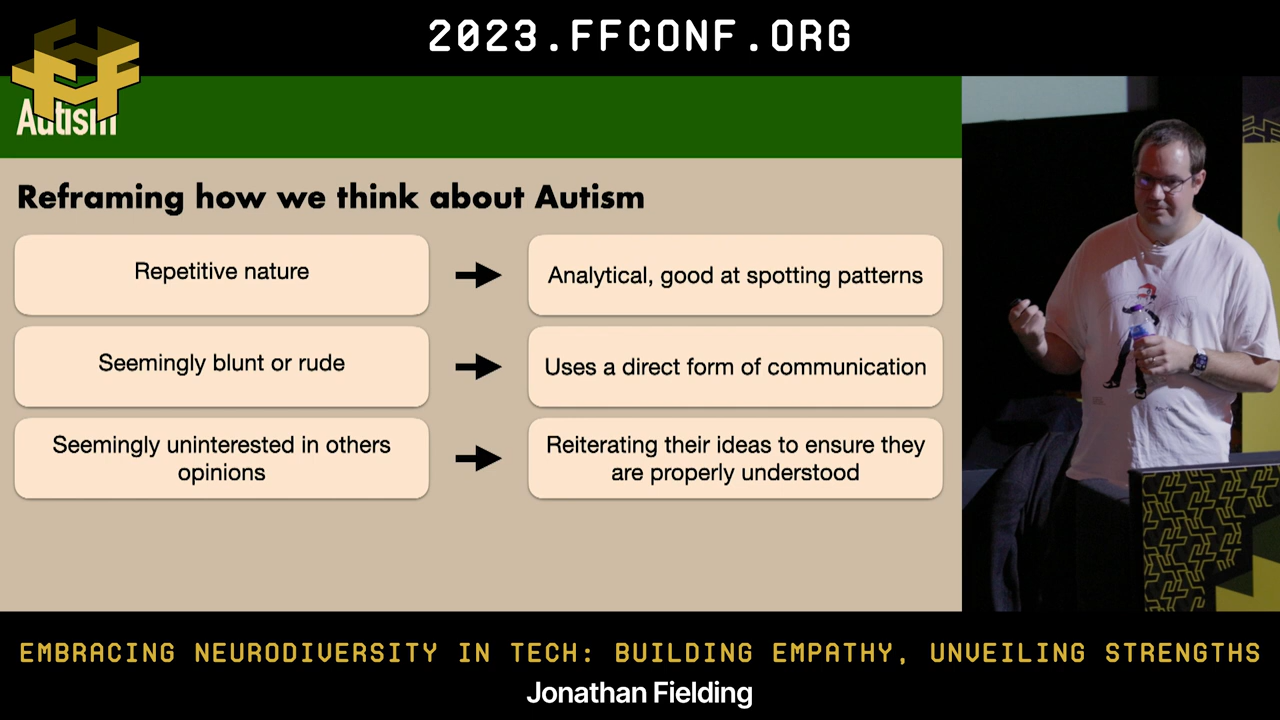 2023.FFCONF.ORG
Autism
Reframing how we think about Autism
Repetitive nature
Analytical, good at spotting patterns
Seemingly blunt or rude
Uses a direct form of communication
Seemingly uninterested in others
opinions
Reiterating their ideas to ensure they
are properly understood
EMBRACING NEURODIVERSITY IN TECH: BUILDING EMPATHY, UNVEILING STRENGTHS
Jonathan Fielding